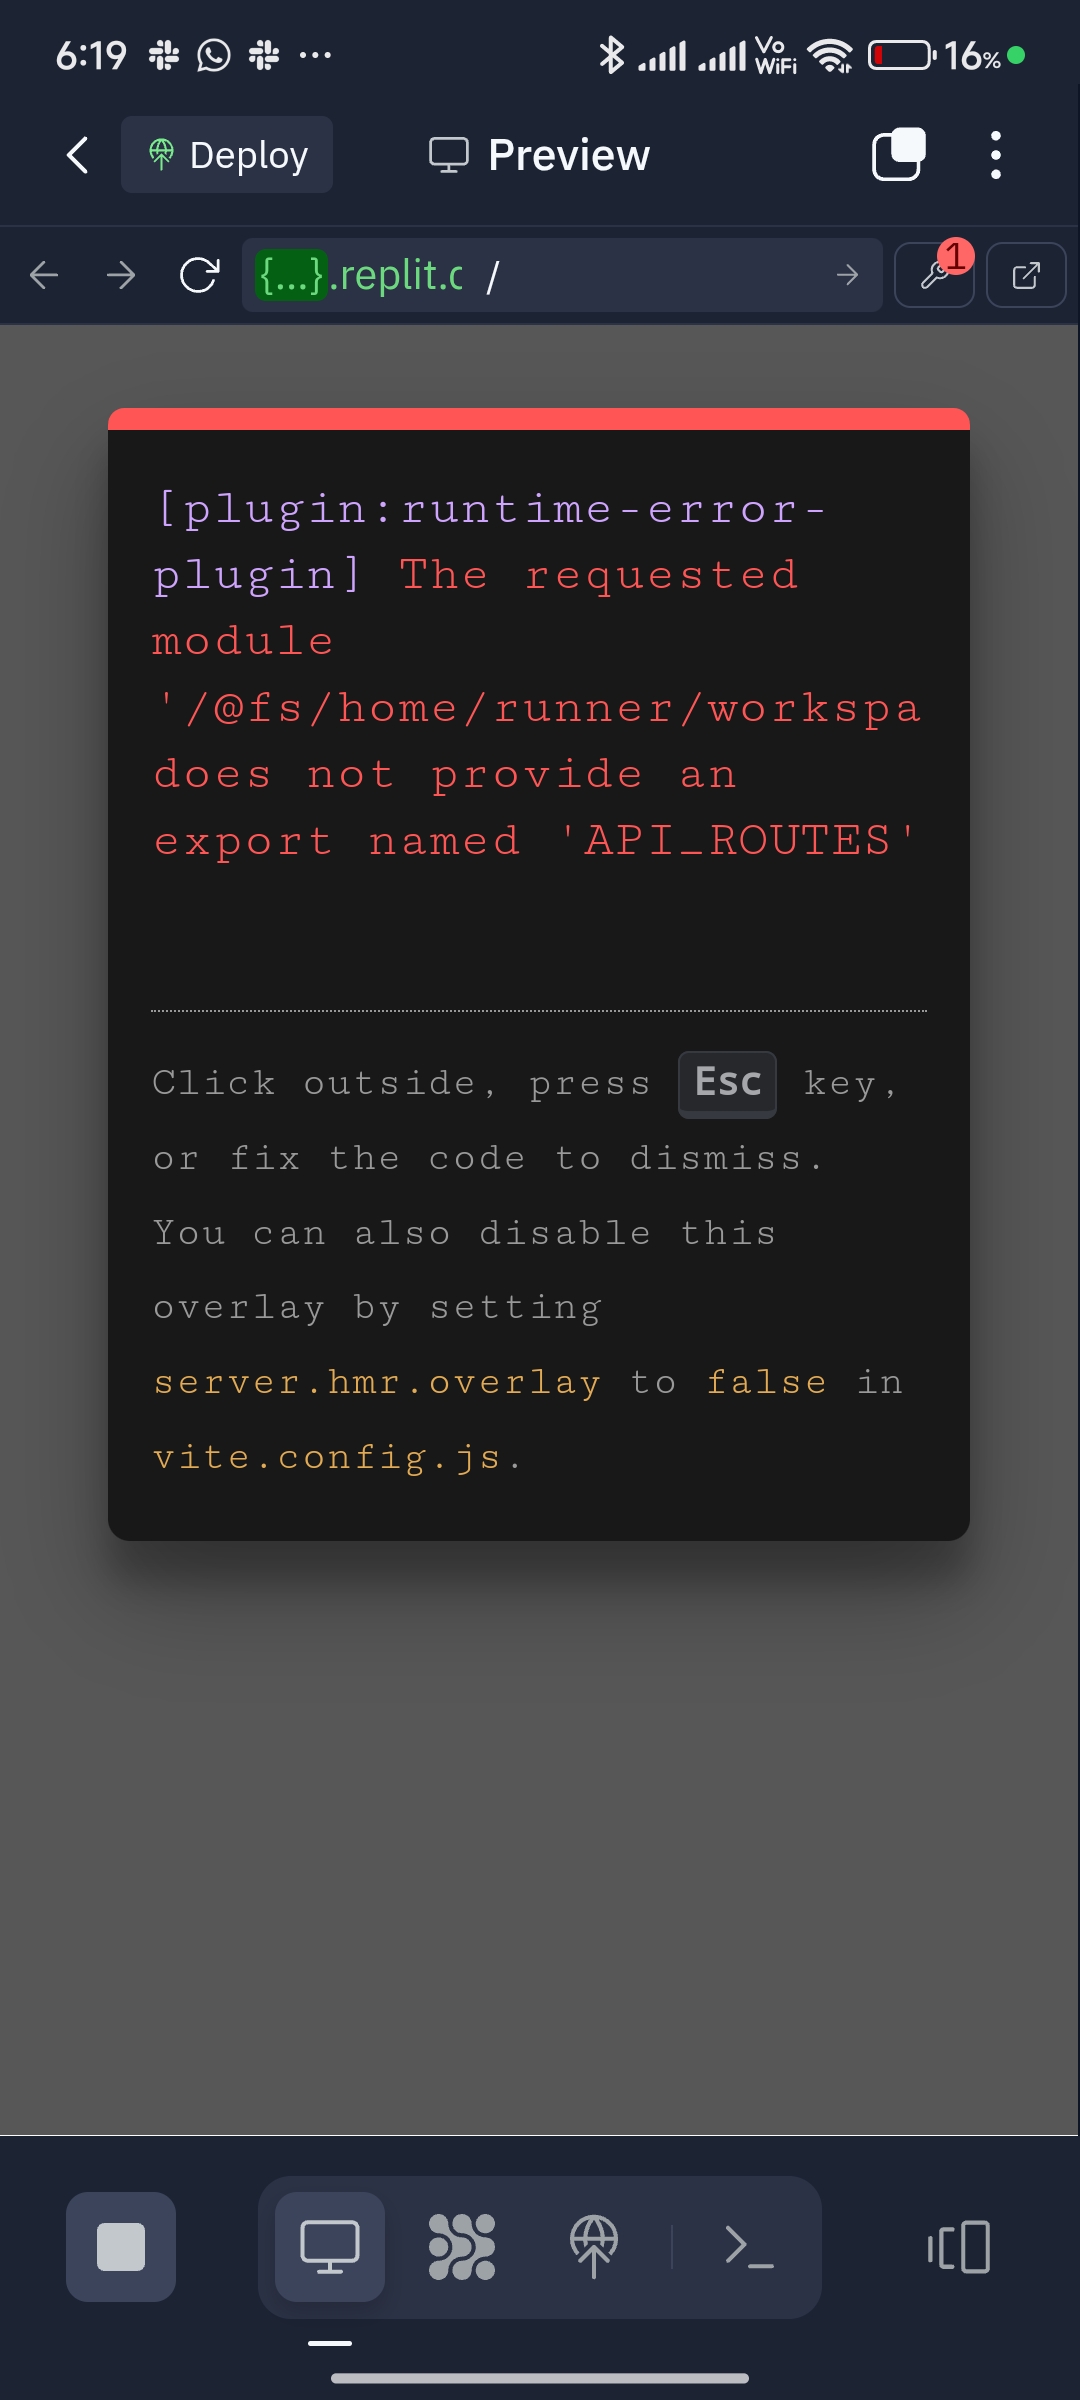 6:19
Vo WiFi
16%
Deploy
Preview
{...}.replit.c /
1
[plugin:runtime-error-
plugin] The requested
module
'/@fs/home/runner/workspa
does not provide an
export named 'API_ROUTES'
Click outside, press Esc key,
or fix the code to dismiss.
You can also disable this
overlay by setting
server.hmr.overlay to false in
vite.config.js.